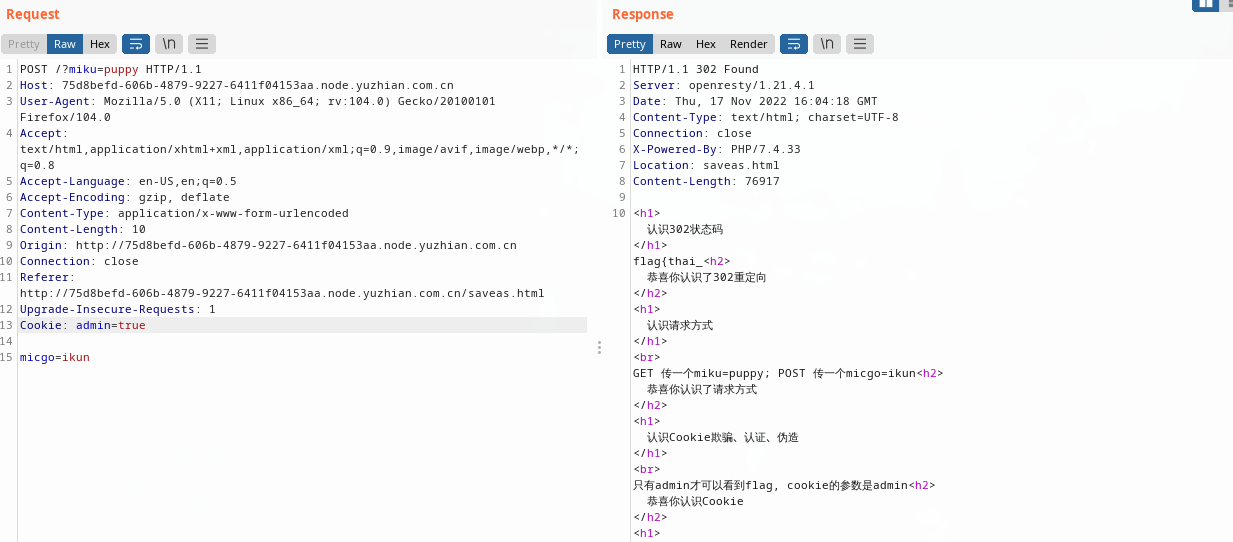 Request
Pretty Raw Hex \n
1 POST /?miku=puppy HTTP/1.1
2 Host: 75d8befd-606b-4879-9227-6411f04153aa.node.yuzhian.com.cn
3 User-Agent: Mozilla/5.0 (X11; Linux x86_64; rv:104.0) Gecko/20100101
Firefox/104.0
4 Accept:
text/html,application/xhtml+xml,application/xml;q=0.9,image/avif,image/webp,*/*;
q=0.8
5 Accept-Language: en-US,en;q=0.5
6 Accept-Encoding: gzip, deflate
7 Content-Type: application/x-www-form-urlencoded
8 Content-Length: 10
9 Origin: http://75d8befd-606b-4879-9227-6411f04153aa.node.yuzhian.com.cn
10 Connection: close
11 Referer:
http://75d8befd-606b-4879-9227-6411f04153aa.node.yuzhian.com.cn/saveas.html
12 Upgrade-Insecure-Requests: 1
13 Cookie: admin=true
14
15 micgo=ikun
Response
Pretty Raw Hex Render \n
1 HTTP/1.1 302 Found
2 Server: openresty/1.21.4.1
3 Date: Thu, 17 Nov 2022 16:04:18 GMT
4 Content-Type: text/html; charset=UTF-8
5 Connection: close
6 X-Powered-By: PHP/7.4.33
7 Location: saveas.html
8 Content-Length: 76917
9
10 <h1>
认识302状态码
</h1>
flag{thai_<h2>
恭喜你认识了302重定向
</h2>
<h1>
认识请求方式
</h1>
<br>
GET 传一个miku=puppy; POST 传一个micgo=ikun<h2>
恭喜你认识了请求方式
</h2>
<h1>
认识Cookie欺骗、认证、伪造
</h1>
<br>
只有admin才可以看到flag, cookie的参数是admin<h2>
恭喜你认识Cookie
</h2>
<h1>